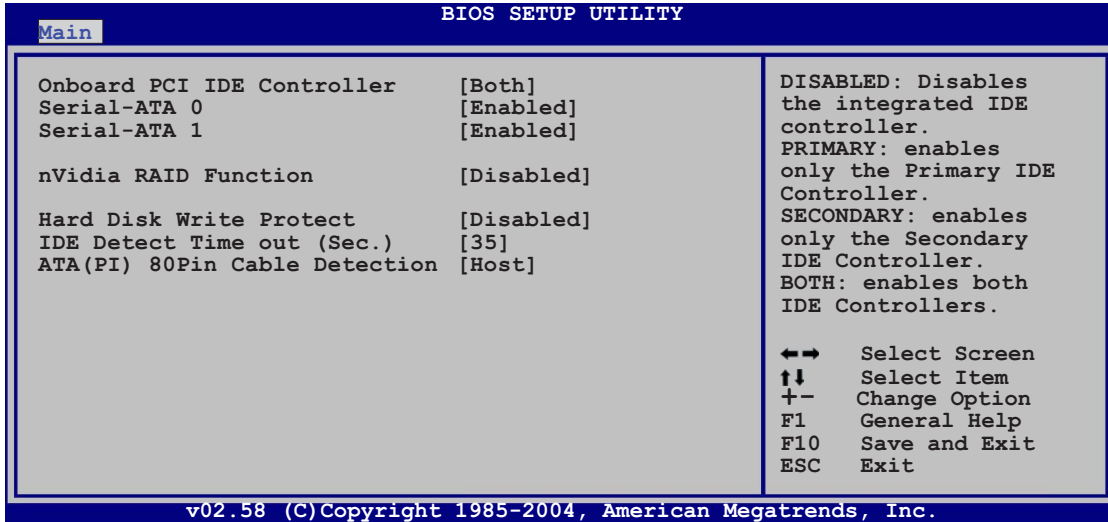 BIOS SETUP UTILITY
Main
Onboard PCI IDE Controller [Both]
Serial-ATA 0 [Enabled]
Serial-ATA 1 [Enabled]
nVidia RAID Function [Disabled]
Hard Disk Write Protect [Disabled]
IDE Detect Time out (Sec.) [35]
ATA(PI) 80Pin Cable Detection [Host]
DISABLED: Disables
the integrated IDE
controller.
PRIMARY: enables
only the Primary IDE
Controller.
SECONDARY: enables
only the Secondary
IDE Controller.
BOTH: enables both
IDE Controllers.
←→ Select Screen
↑↓ Select Item
+- Change Option
F1 General Help
F10 Save and Exit
ESC Exit
v02.58 (C)Copyright 1985-2004, American Megatrends, Inc.